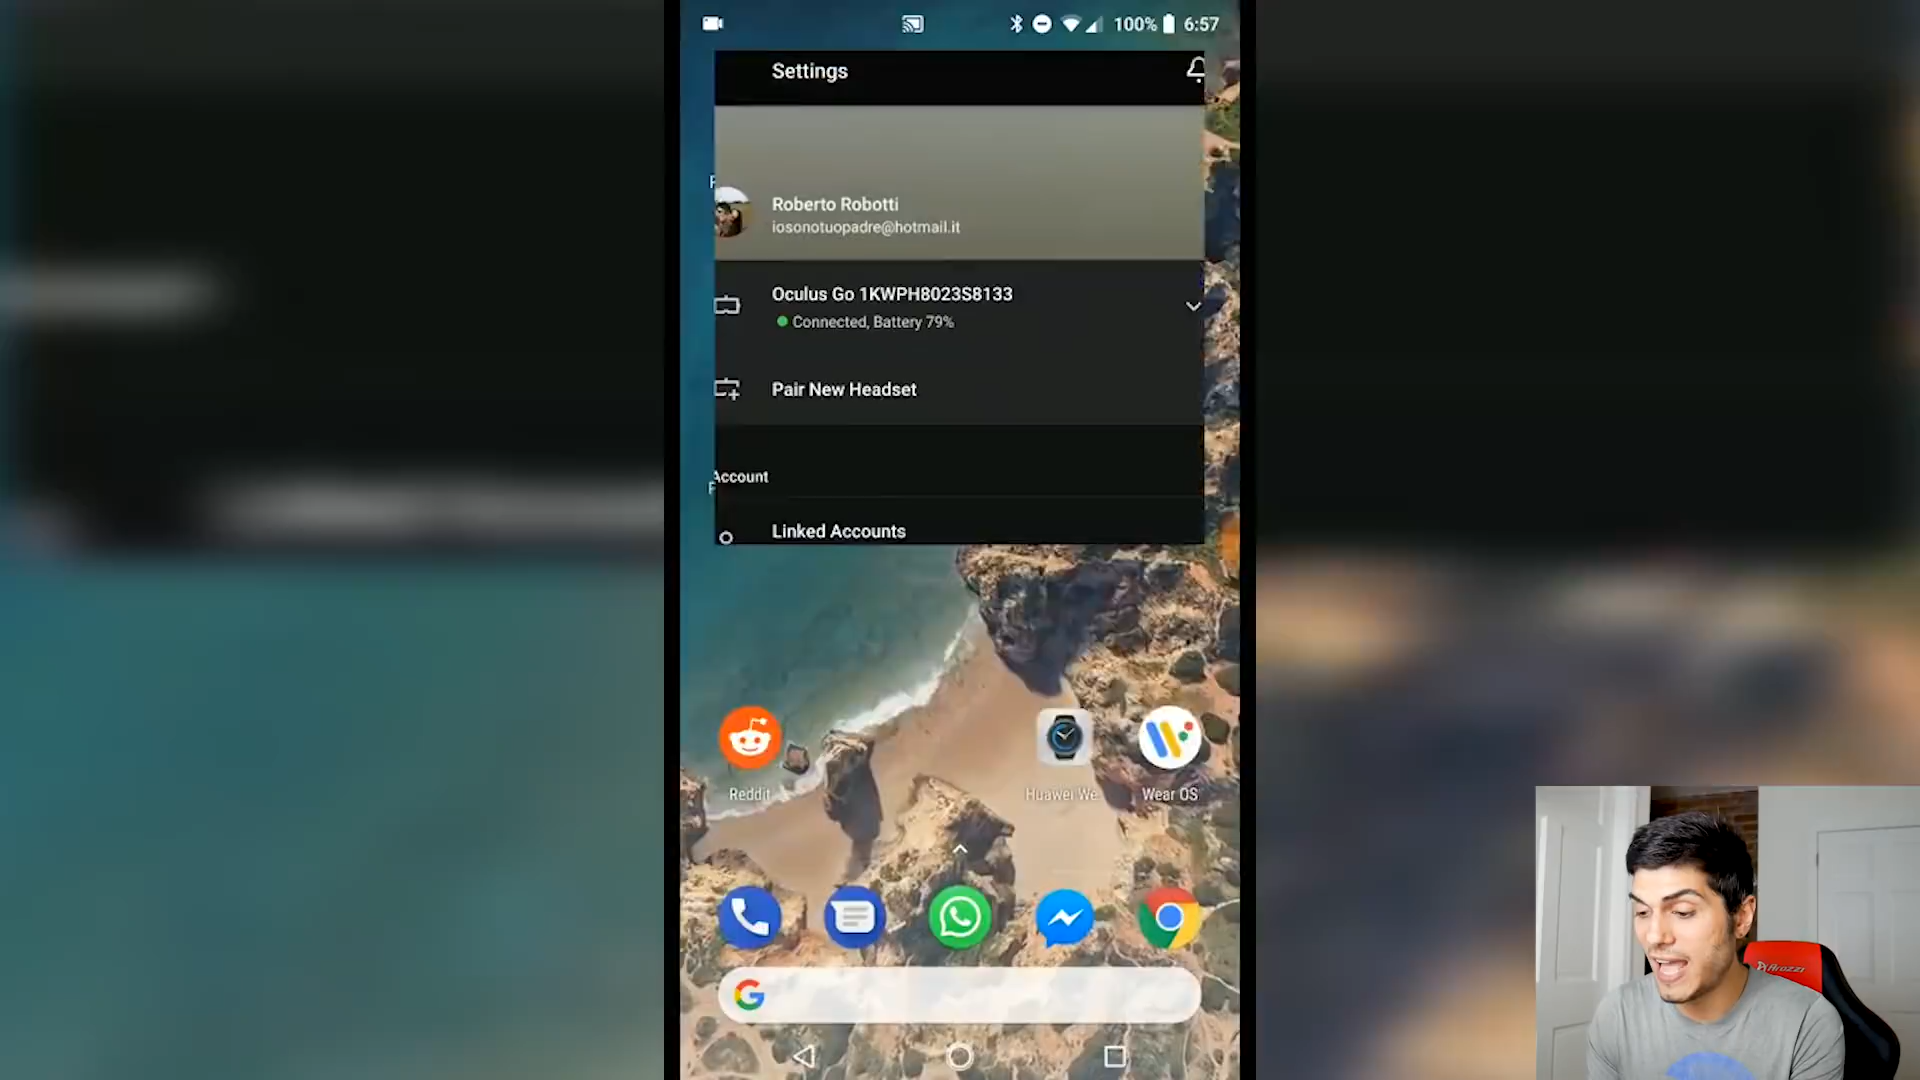 100% 6:57
Settings
Roberto Robotti
iosonotuopadre@hotmail.it
Oculus Go 1KWPH8023S8133
Connected, Battery 79%
Pair New Headset
Account
Linked Accounts
Reddit
Huawei We
Wear OS
Arozzi